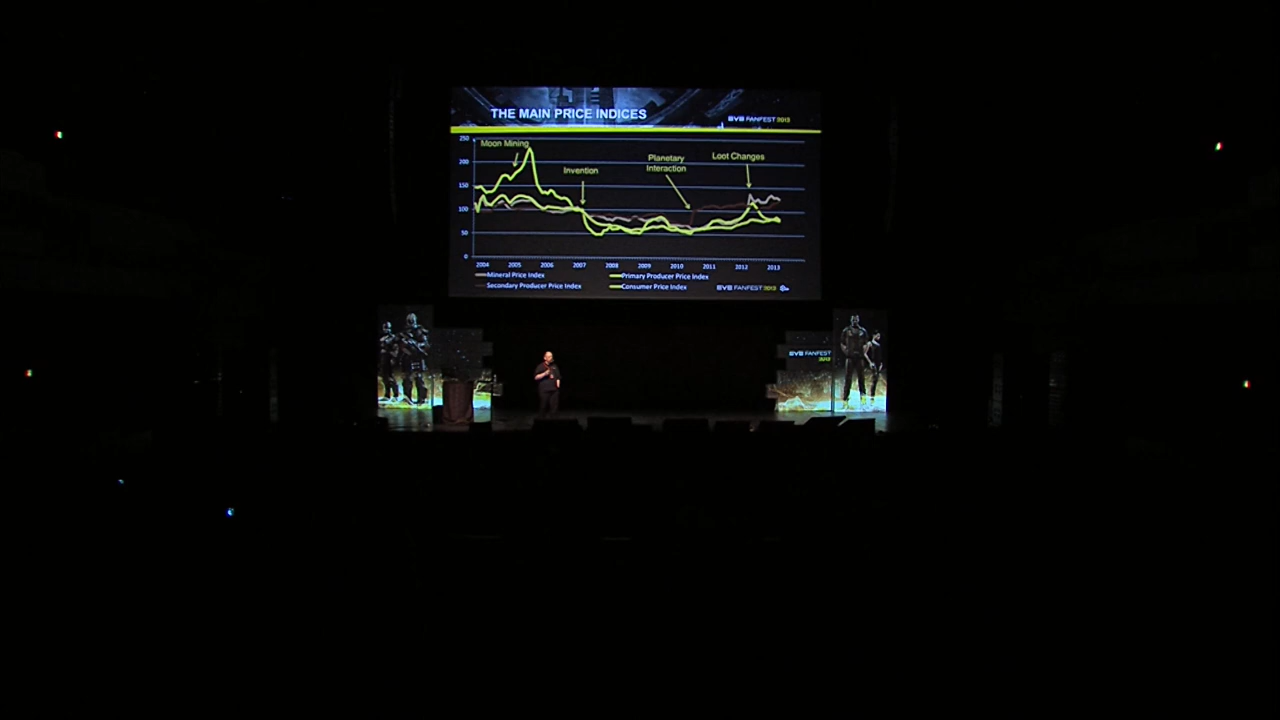 THE MAIN PRICE INDICES
EVE FANFEST 2013
250
Moon Mining
Loot Changes
Planetary
Interaction
200
Invention
150
100
50
0
2004 2005 2006 2007 2008 2009 2010 2011 2012 2013
Mineral Price Index
Primary Producer Price Index
Secondary Producer Price Index
Consumer Price Index
EVE FANFEST 2013
EVE FANFEST
2013